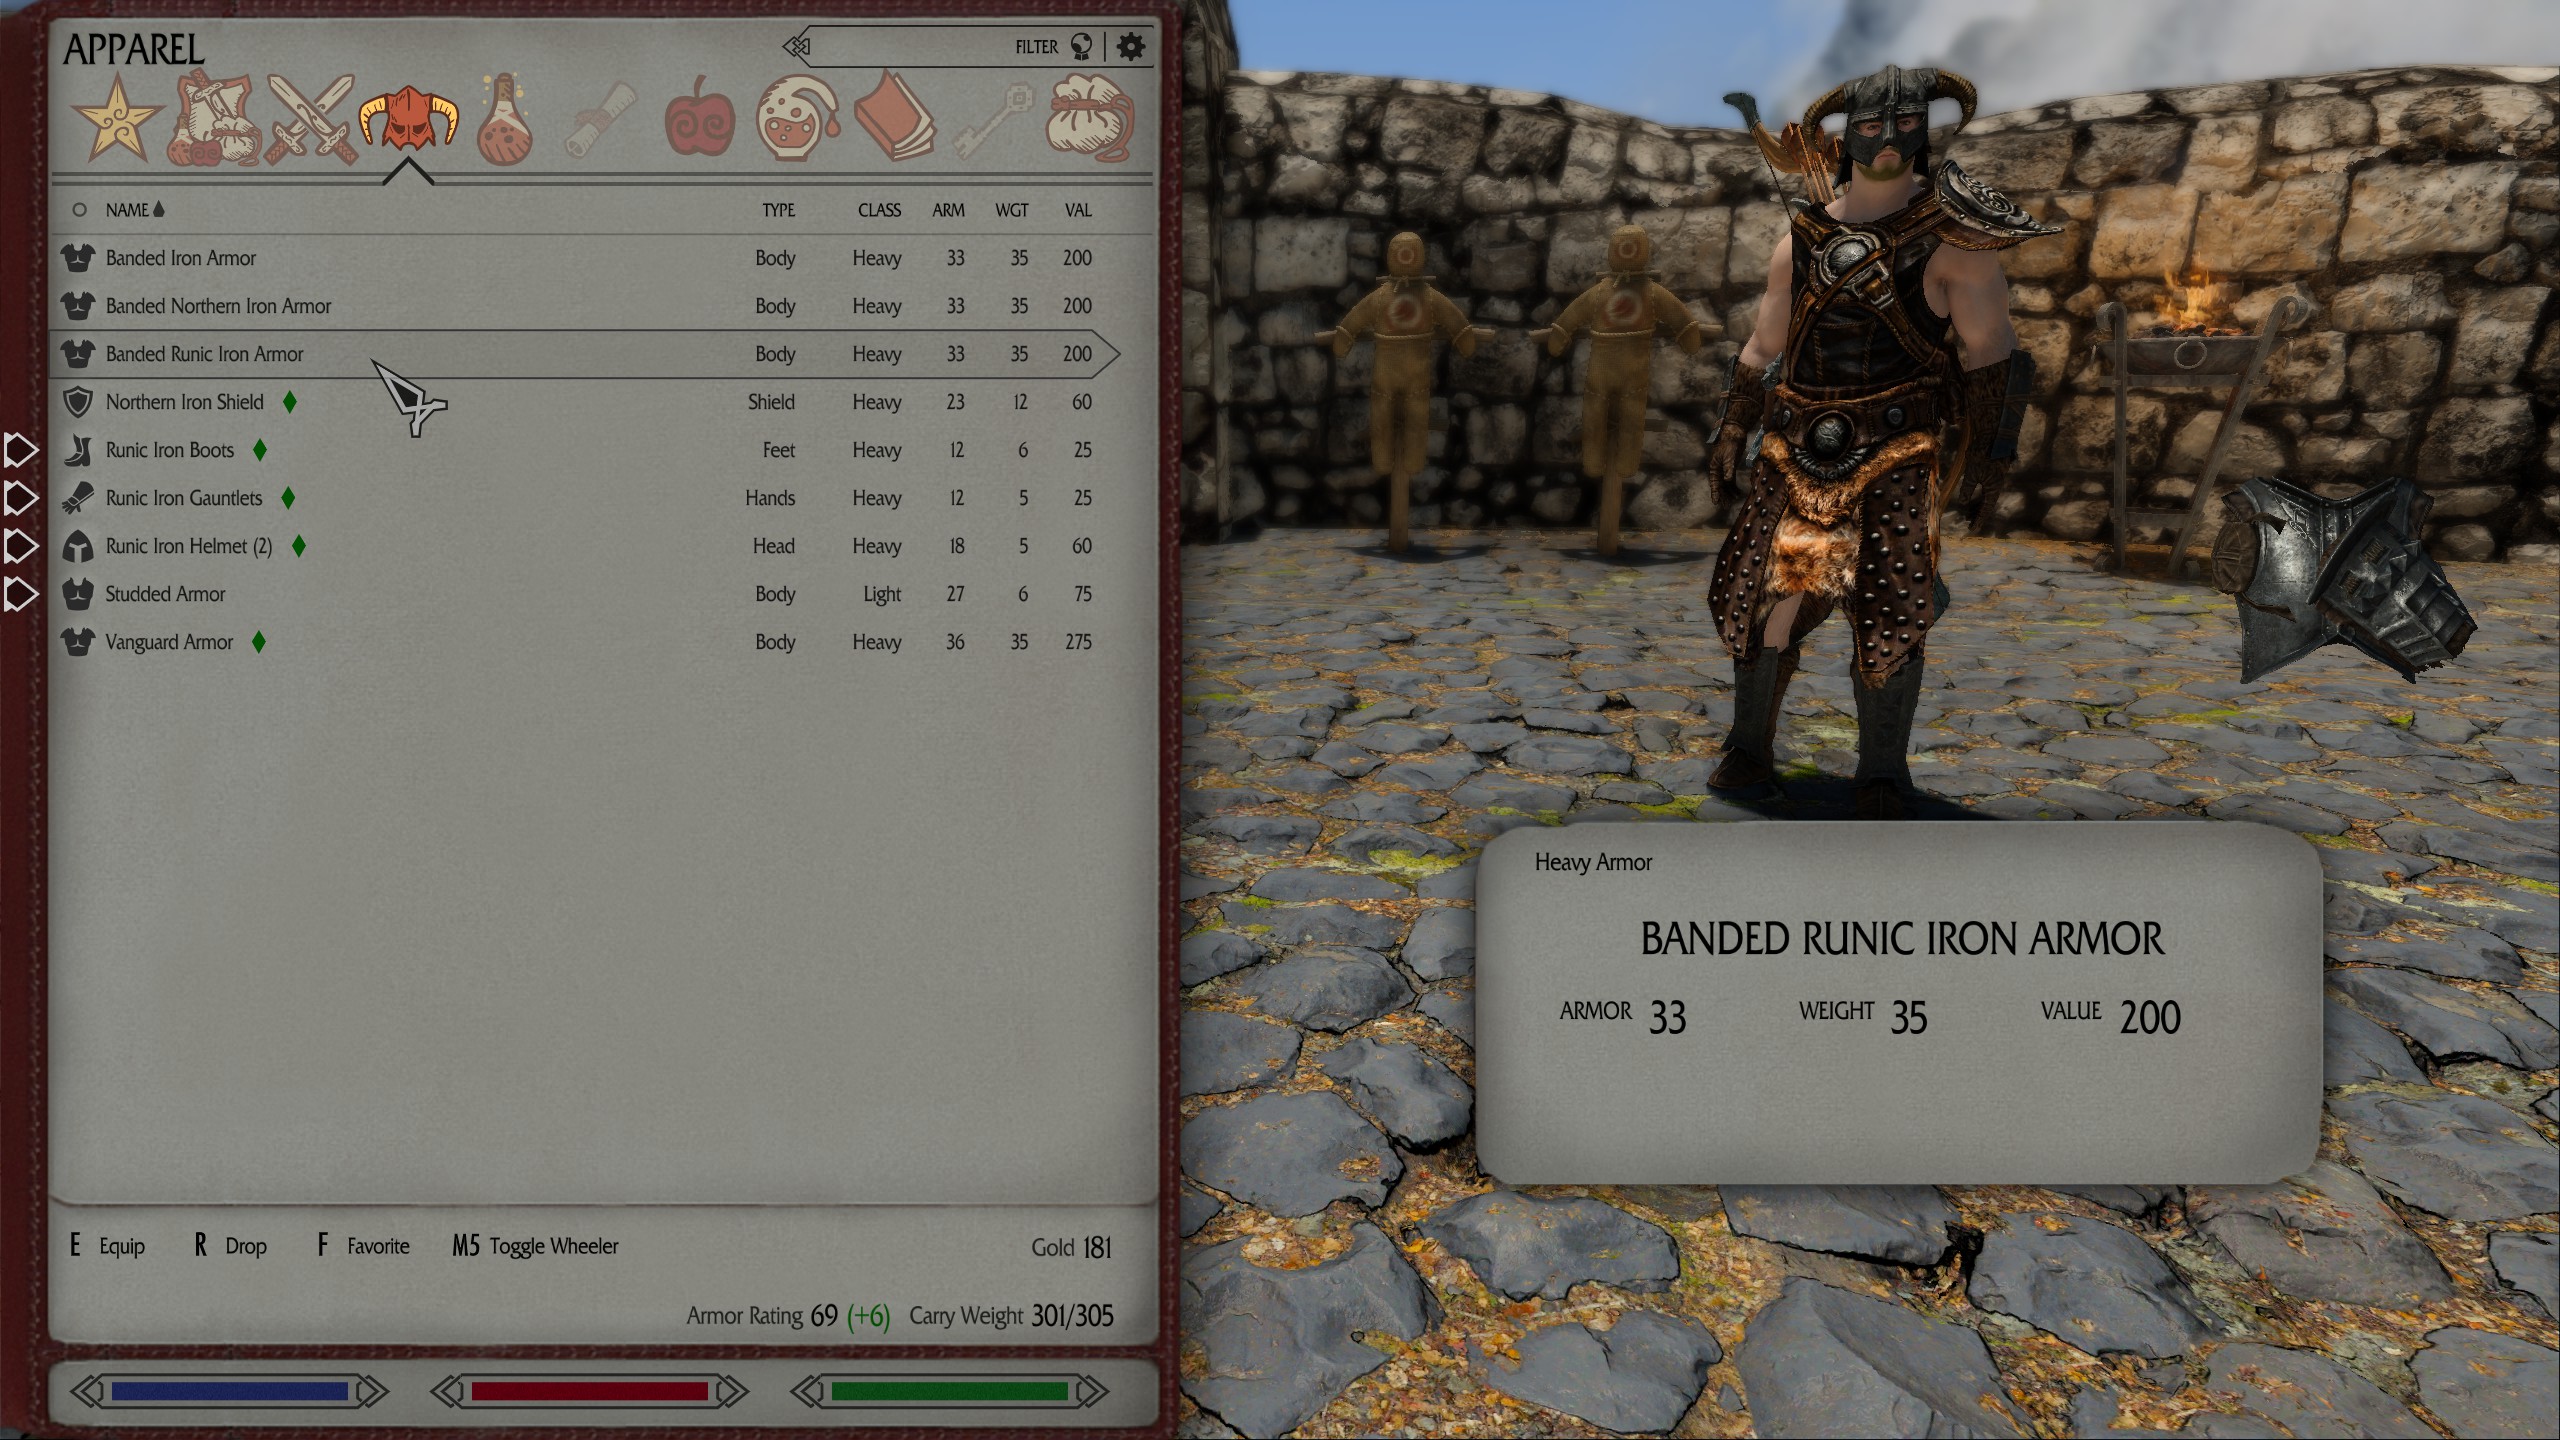 APPAREL
FILTER
NAME TYPE CLASS ARM WGT VAL
Banded Iron Armor Body Heavy 33 35 200
Banded Northern Iron Armor Body Heavy 33 35 200
Banded Runic Iron Armor Body Heavy 33 35 200
Northern Iron Shield Shield Heavy 23 12 60
Runic Iron Boots Feet Heavy 12 6 25
Runic Iron Gauntlets Hands Heavy 12 5 25
Runic Iron Helmet (2) Head Heavy 18 5 60
Studded Armor Body Light 27 6 75
Vanguard Armor Body Heavy 36 35 275
E Equip R Drop F Favorite M5 Toggle Wheeler Gold 181
Armor Rating 69 (+6) Carry Weight 301/305
Heavy Armor
BANDED RUNIC IRON ARMOR
ARMOR 33 WEIGHT 35 VALUE 200